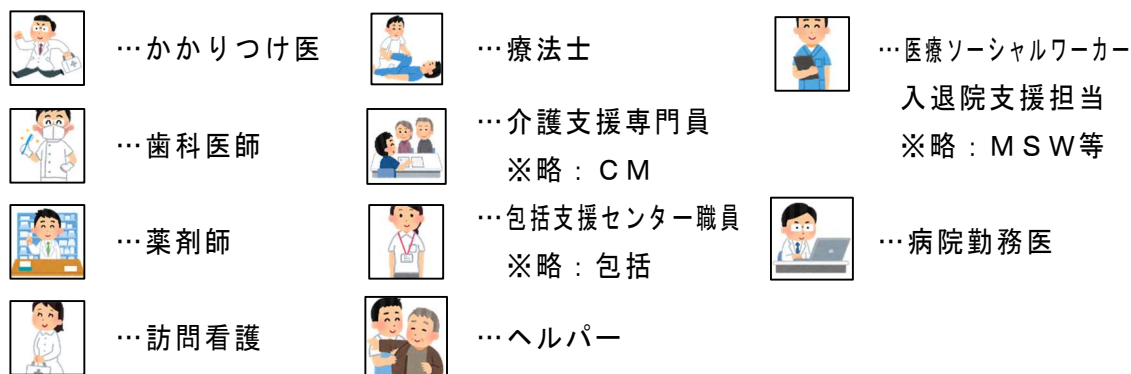 …かかりつけ医
…歯科医師
…薬剤師
…訪問看護
…療法士
…介護支援専門員
※略：ＣＭ
…包括支援センター職員
※略：包括
…ヘルパー
…医療ソーシャルワーカー
入退院支援担当
※略：ＭＳＷ等
…病院勤務医